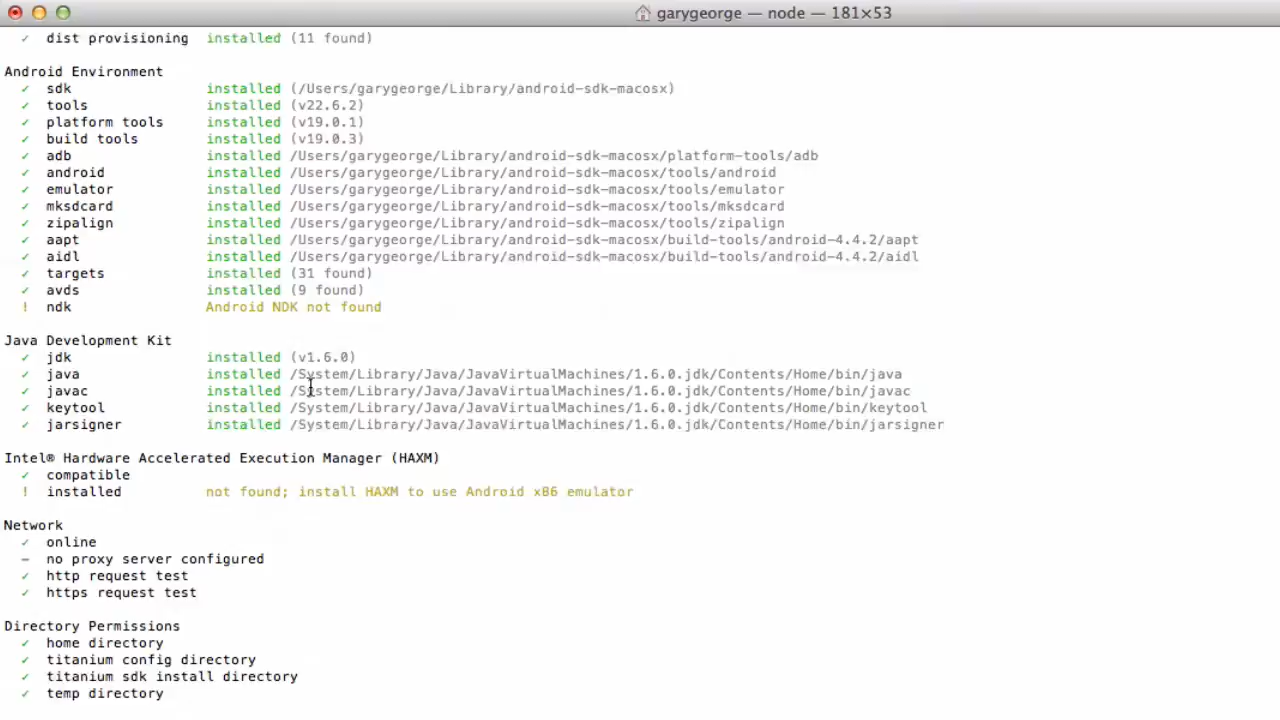 garygeorge — node — 181×53
✓ dist provisioning installed (11 found)
Android Environment
✓ sdk installed (/Users/garygeorge/Library/android-sdk-macosx)
✓ tools installed (v22.6.2)
✓ platform tools installed (v19.0.1)
✓ build tools installed (v19.0.3)
✓ adb installed /Users/garygeorge/Library/android-sdk-macosx/platform-tools/adb
✓ android installed /Users/garygeorge/Library/android-sdk-macosx/tools/android
✓ emulator installed /Users/garygeorge/Library/android-sdk-macosx/tools/emulator
✓ mksdcard installed /Users/garygeorge/Library/android-sdk-macosx/tools/mksdcard
✓ zipalign installed /Users/garygeorge/Library/android-sdk-macosx/tools/zipalign
✓ aapt installed /Users/garygeorge/Library/android-sdk-macosx/build-tools/android-4.4.2/aapt
✓ aidl installed /Users/garygeorge/Library/android-sdk-macosx/build-tools/android-4.4.2/aidl
✓ targets installed (31 found)
✓ avds installed (9 found)
! ndk Android NDK not found
Java Development Kit
✓ jdk installed (v1.6.0)
✓ java installed /System/Library/Java/JavaVirtualMachines/1.6.0.jdk/Contents/Home/bin/java
✓ javac installed /System/Library/Java/JavaVirtualMachines/1.6.0.jdk/Contents/Home/bin/javac
✓ keytool installed /System/Library/Java/JavaVirtualMachines/1.6.0.jdk/Contents/Home/bin/keytool
✓ jarsigner installed /System/Library/Java/JavaVirtualMachines/1.6.0.jdk/Contents/Home/bin/jarsigner
Intel® Hardware Accelerated Execution Manager (HAXM)
✓ compatible
! installed not found; install HAXM to use Android x86 emulator
Network
✓ online
– no proxy server configured
✓ http request test
✓ https request test
Directory Permissions
✓ home directory
✓ titanium config directory
✓ titanium sdk install directory
✓ temp directory